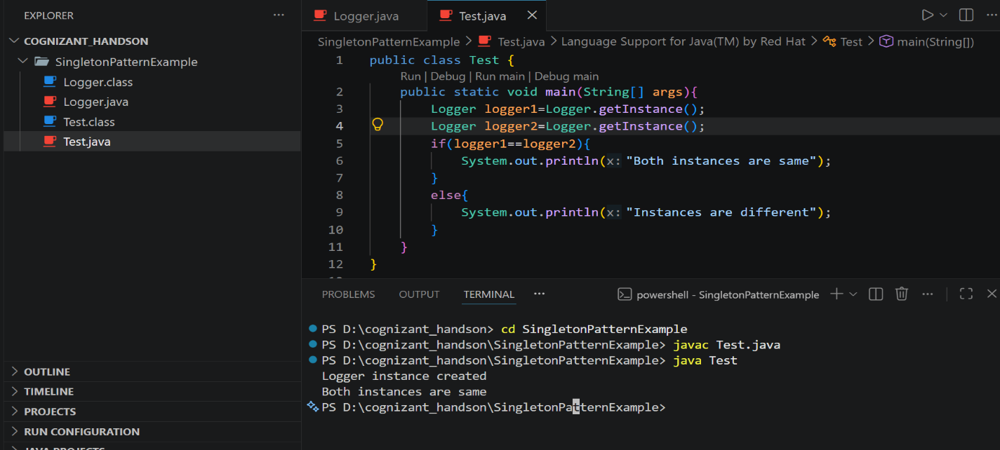 EXPLORER
COGNIZANT_HANDSON
SingletonPatternExample
Logger.class
Logger.java
Test.class
Test.java
OUTLINE
TIMELINE
PROJECTS
RUN CONFIGURATION
JAVA PROJECTS
Logger.java
Test.java
SingletonPatternExample > Test.java > Language Support for Java(TM) by Red Hat > Test > main(String[])
1 public class Test {
Run | Debug | Run main | Debug main
2 public static void main(String[] args){
3 Logger logger1=Logger.getInstance();
4 Logger logger2=Logger.getInstance();
5 if(logger1==logger2){
6 System.out.println(x: "Both instances are same");
7 }
8 else{
9 System.out.println(x: "Instances are different");
10 }
11 }
12 }
PROBLEMS OUTPUT TERMINAL ··· powershell - SingletonPatternExample
PS D:\cognizant_handson> cd SingletonPatternExample
PS D:\cognizant_handson\SingletonPatternExample> javac Test.java
PS D:\cognizant_handson\SingletonPatternExample> java Test
Logger instance created
Both instances are same
PS D:\cognizant_handson\SingletonPatternExample>